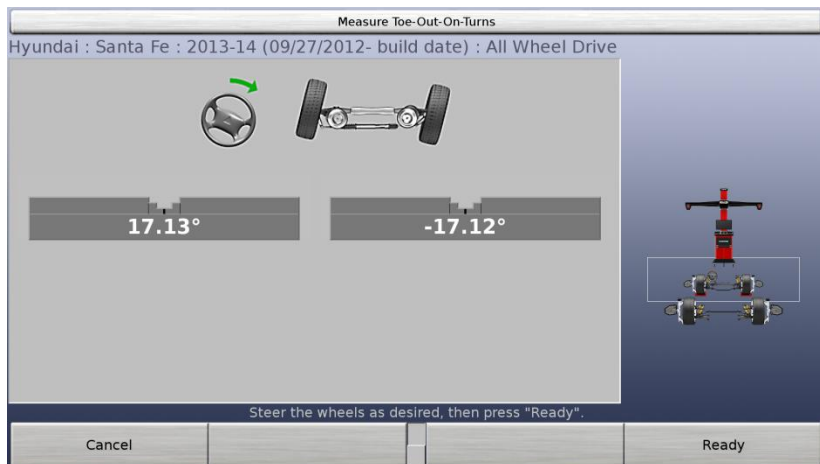 Measure Toe-Out-On-Turns
Hyundai : Santa Fe : 2013-14 (09/27/2012- build date) : All Wheel Drive
17.13° -17.12°
Steer the wheels as desired, then press "Ready".
Cancel Ready